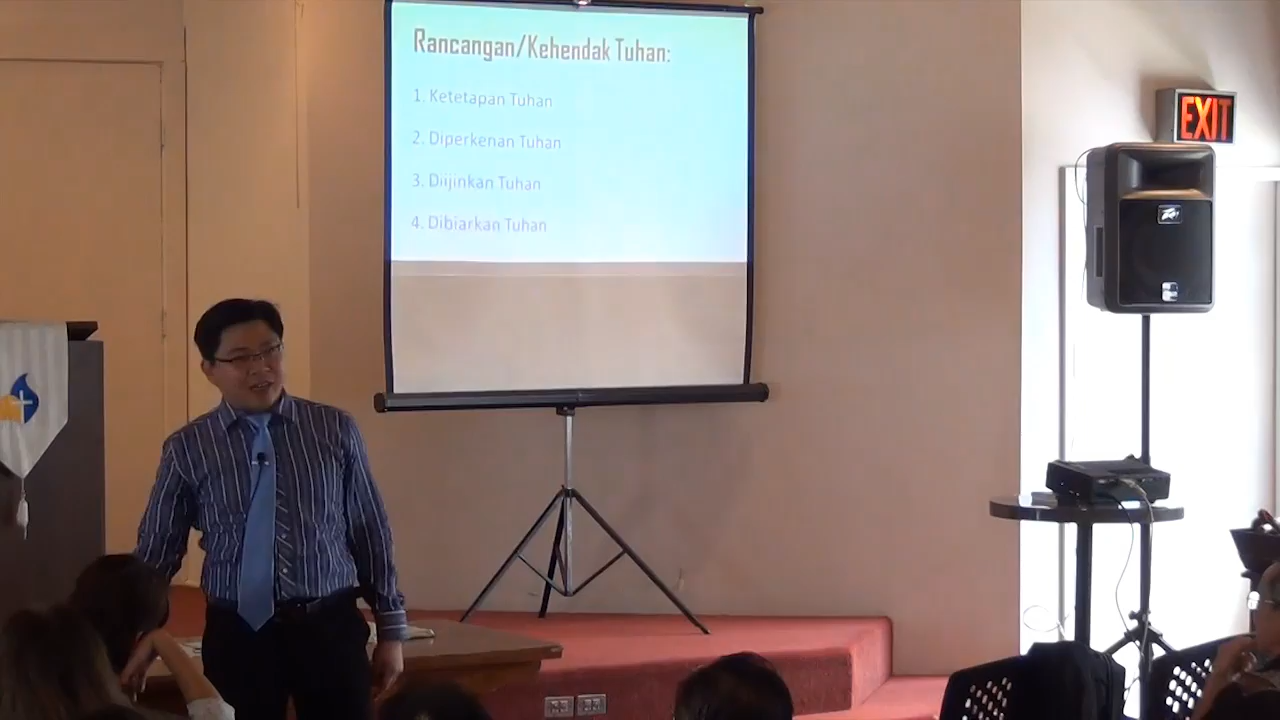 Rancangan/Kehendak Tuhan:
1. Ketetapan Tuhan
2. Diperkenan Tuhan
3. Diijinkan Tuhan
4. Dibiarkan Tuhan
EXIT